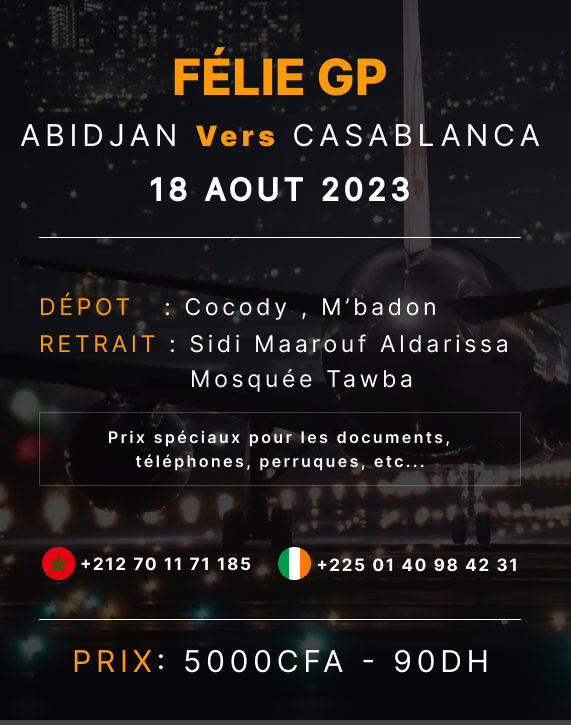 FÉLIE GP
ABIDJAN Vers CASABLANCA
18 AOUT 2023
DÉPOT : Cocody , M’badon
RETRAIT : Sidi Maarouf Aldarissa
Mosquée Tawba
Prix spéciaux pour les documents,
téléphones, perruques, etc...
+212 70 11 71 185 +225 01 40 98 42 31
PRIX: 5000CFA - 90DH